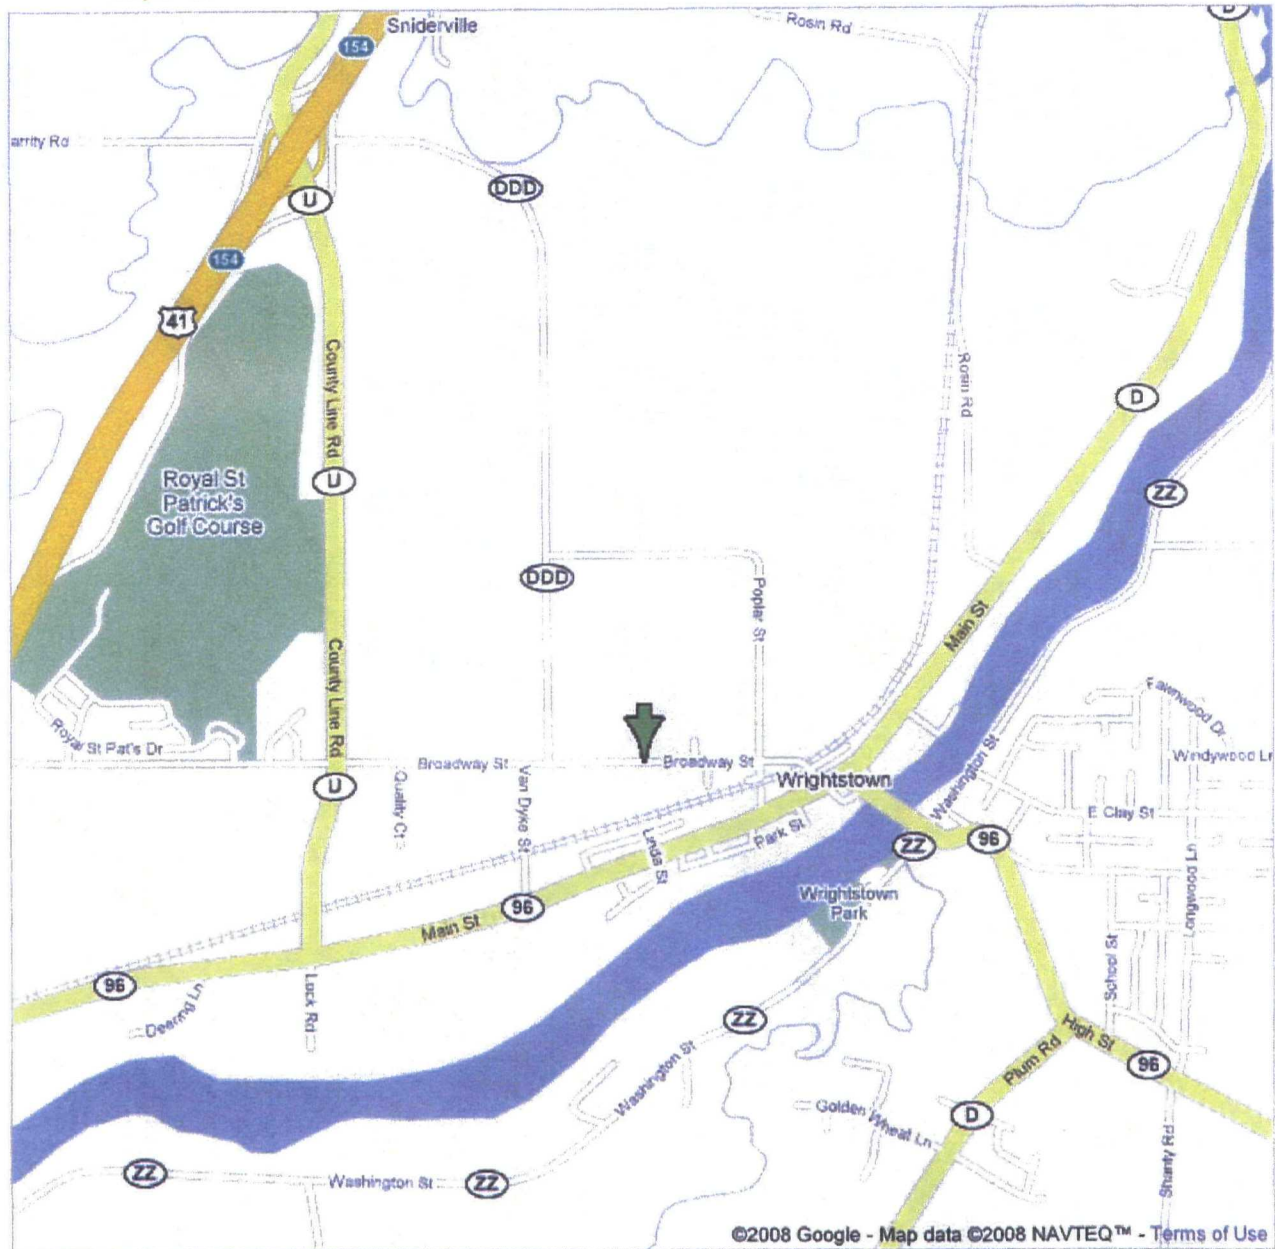 D
Sniderville
Rosin Rd
154
arrity Rd
DDD
U
154
41
County Line Rd
Rosin Rd
D
Royal St
Patrick's
Golf Course
U
ZZ
DDD
Poplar St
Main St
County Line Rd
Fawnwood Dr
Royal St Pat's Dr
Broadway St
Broadway St
Washington St
Windywood Ln
U
Quality Ct
Van Dyke St
Wrightstown
E Clay St
Linda St
Park St
ZZ
96
Longwood Ln
Wrightstown
Park
96
Main St
School St
96
Deering Ln
Lock Rd
ZZ
High St
Plum Rd
96
Washington St
Golden Wheat Ln
D
Shanty Rd
ZZ
Washington St
ZZ
©2008 Google - Map data ©2008 NAVTEQ™ - Terms of Use